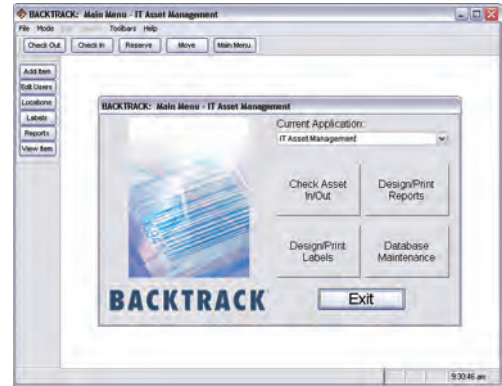 BACKTRACK: Main Menu - IT Asset Management
File Mode Toolbars Help
Check Out Check In Reserve Move Main Menu
Add Item
Edit Users
Locations
Labels
Reports
View Item
BACKTRACK: Main Menu - IT Asset Management
Current Application:
IT Asset Management
Check Asset In/Out
Design/Print Reports
Design/Print Labels
Database Maintenance
BACKTRACK
Exit
9:30:46 am